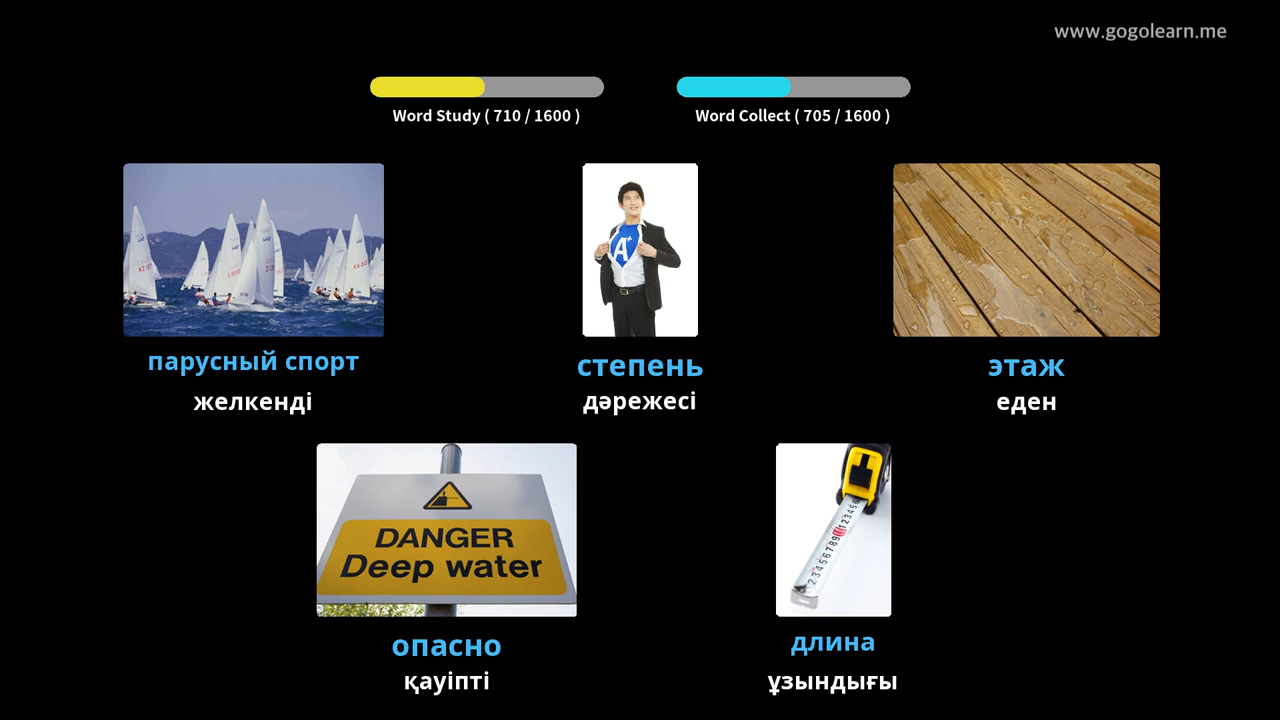 www.gogolearn.me
Word Study ( 710 / 1600 )
Word Collect ( 705 / 1600 )
A+
парусный спорт
желкенді
степень
дәрежесі
этаж
еден
DANGER
Deep water
опасно
қауіпті
длина
ұзындығы